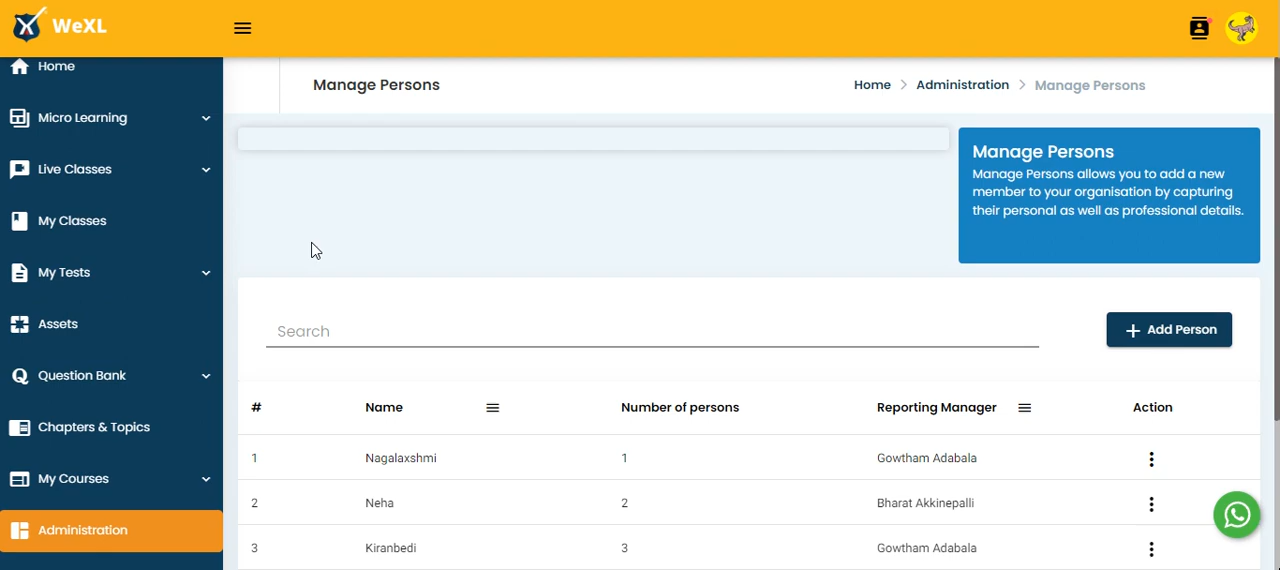 WeXL
Home
Micro Learning
Live Classes
My Classes
My Tests
Assets
Question Bank
Chapters & Topics
My Courses
Administration
Manage Persons
Home > Administration > Manage Persons
Manage Persons
Manage Persons allows you to add a new
member to your organisation by capturing
their personal as well as professional details.
Search
+ Add Person
# Name Number of persons Reporting Manager Action
1 Nagalaxshmi 1 Gowtham Adabala
2 Neha 2 Bharat Akkinepalli
3 Kiranbedi 3 Gowtham Adabala